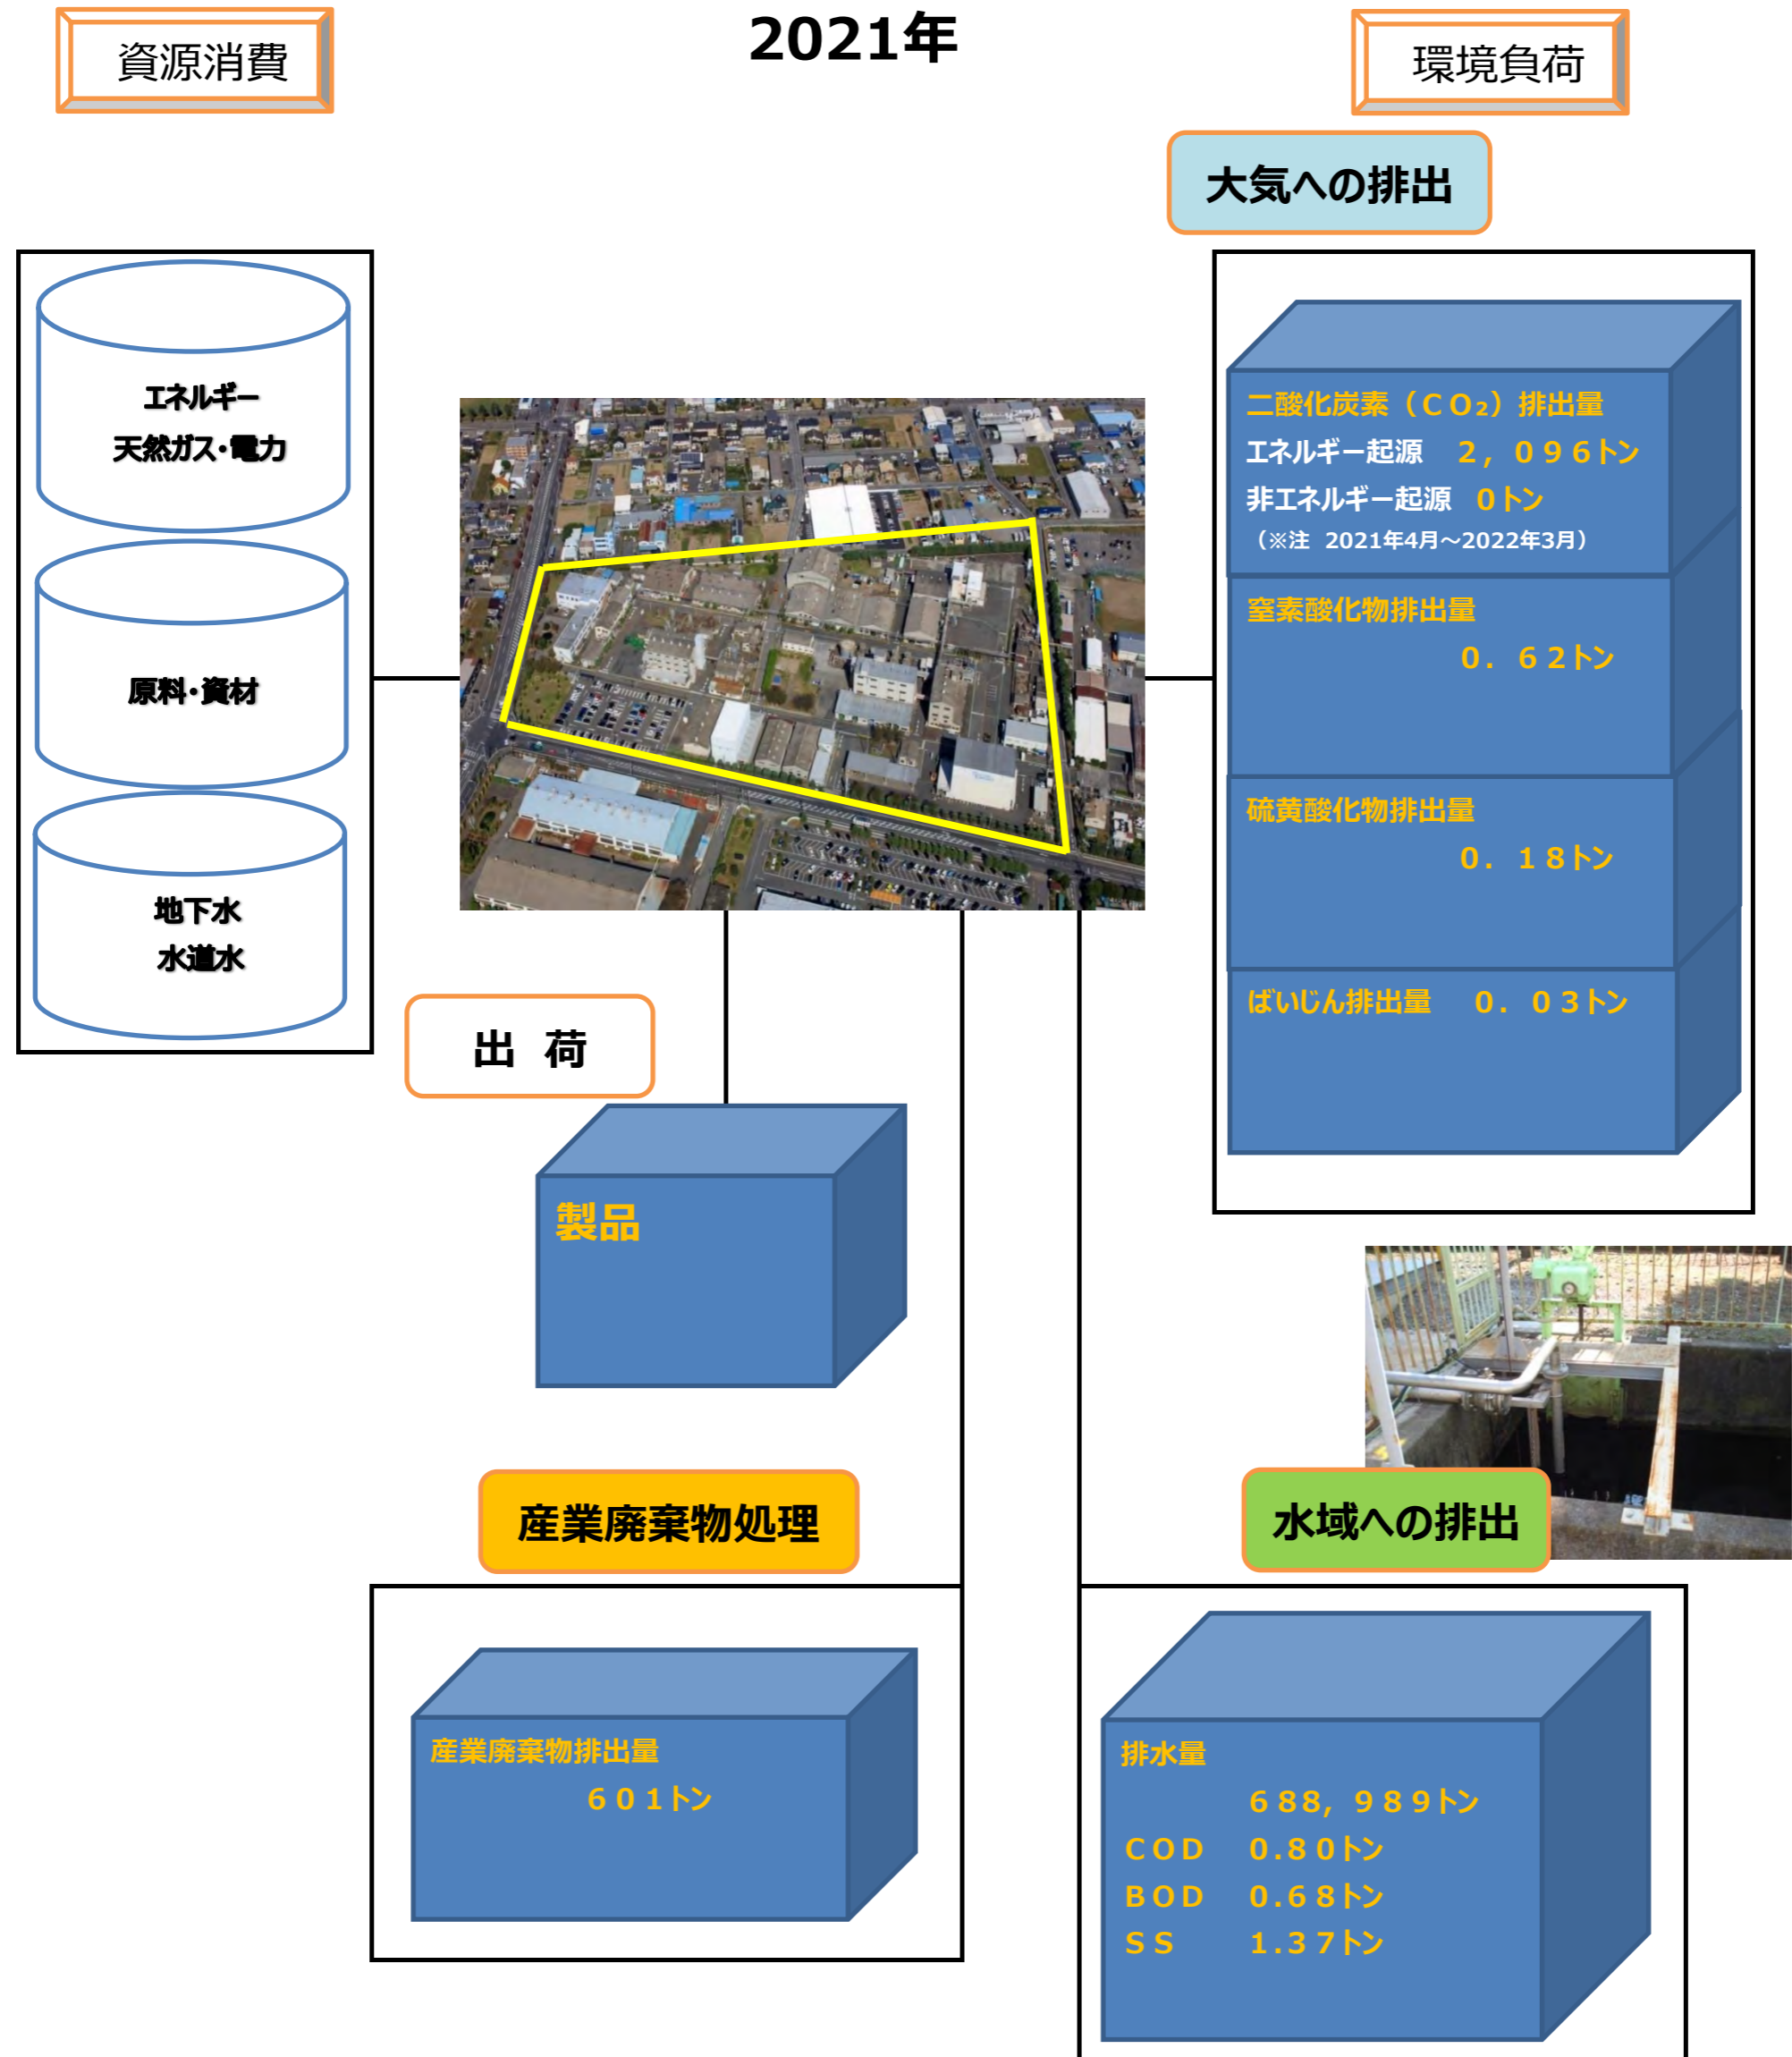 2021年
資源消費
環境負荷
大気への排出
エネルギー
天然ガス・電力
原料・資材
地下水
水道水
二酸化炭素（ＣＯ₂）排出量
エネルギー起源　２，０９６トン
非エネルギー起源　０トン
（※注 2021年4月～2022年3月）
窒素酸化物排出量
０．６２トン
硫黄酸化物排出量
０．１８トン
ばいじん排出量　０．０３トン
出 荷
製品
産業廃棄物処理
産業廃棄物排出量
６０１トン
水域への排出
排水量
６８８，９８９トン
ＣＯＤ　０.８０トン
ＢＯＤ　０.６８トン
ＳＳ　１.３７トン